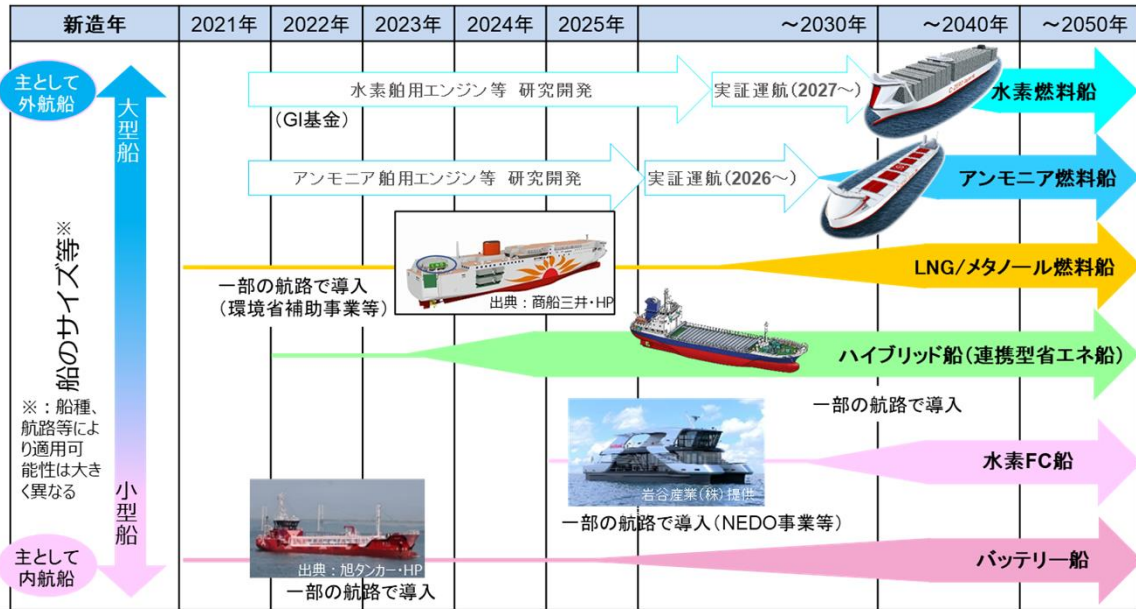 新造年 2021年 2022年 2023年 2024年 2025年 ～2030年 ～2040年 ～2050年
主として
外航船
大型船
水素舶用エンジン等 研究開発
実証運航(2027～)
水素燃料船
(GI基金)
アンモニア舶用エンジン等 研究開発
実証運航(2026～)
アンモニア燃料船
船のサイズ等※
LNG/メタノール燃料船
一部の航路で導入
(環境省補助事業等)
出典：商船三井・HP
ハイブリッド船(連携型省エネ船)
一部の航路で導入
※：船種、
航路等によ
り適用可
能性は大き
く異なる
水素FC船
岩谷産業(株)提供
一部の航路で導入(NEDO事業等)
小型船
主として
内航船
バッテリー船
出典：旭タンカー・HP
一部の航路で導入